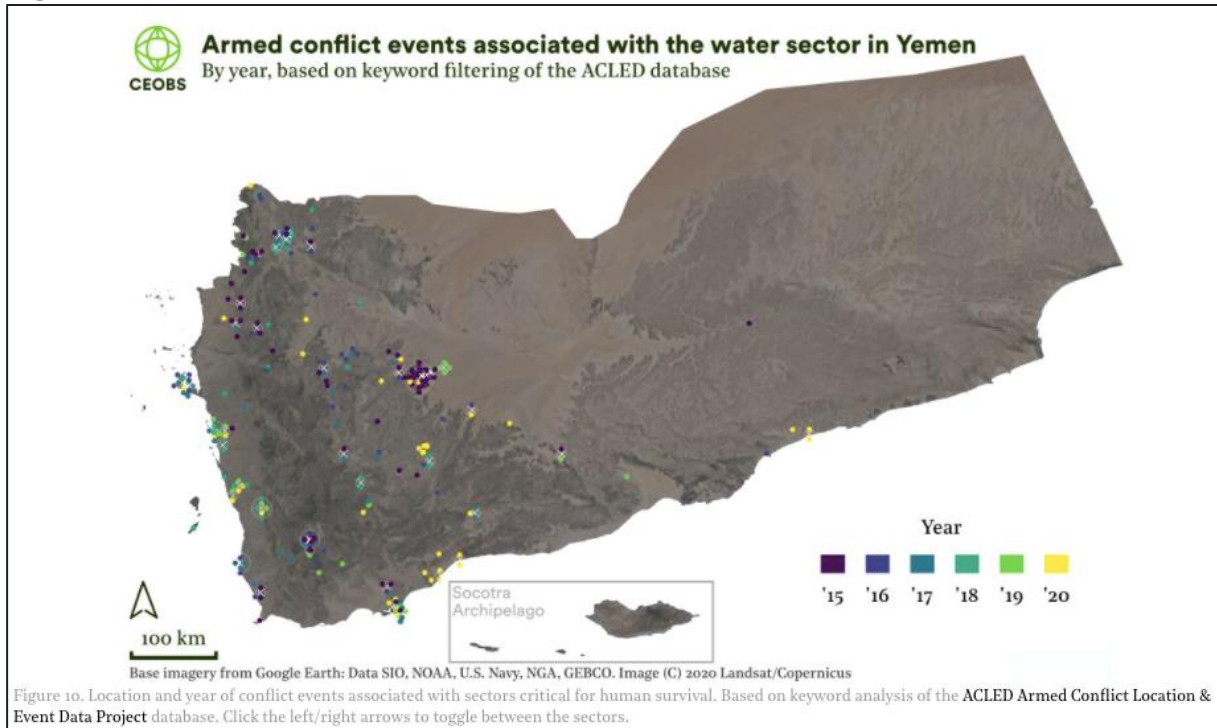 Armed conflict events associated with the water sector in Yemen
By year, based on keyword filtering of the ACLED database
CEOBS
Year
'15 '16 '17 '18 '19 '20
Socotra
Archipelago
100 km
Base imagery from Google Earth: Data SIO, NOAA, U.S. Navy, NGA, GEBCO. Image (C) 2020 Landsat/Copernicus
Figure 10. Location and year of conflict events associated with sectors critical for human survival. Based on keyword analysis of the ACLED Armed Conflict Location &
Event Data Project database. Click the left/right arrows to toggle between the sectors.